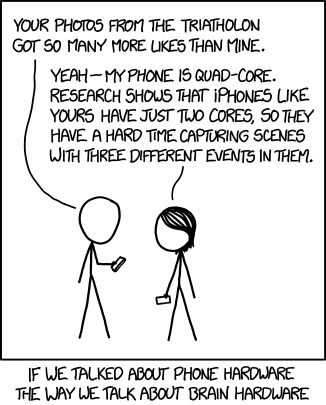 YOUR PHOTOS FROM THE TRIATHOLON
GOT SO MANY MORE LIKES THAN MINE.
YEAH—MY PHONE IS QUAD-CORE.
RESEARCH SHOWS THAT iPHONES LIKE
YOURS HAVE JUST TWO CORES, SO THEY
HAVE A HARD TIME CAPTURING SCENES
WITH THREE DIFFERENT EVENTS IN THEM.
IF WE TALKED ABOUT PHONE HARDWARE
THE WAY WE TALK ABOUT BRAIN HARDWARE